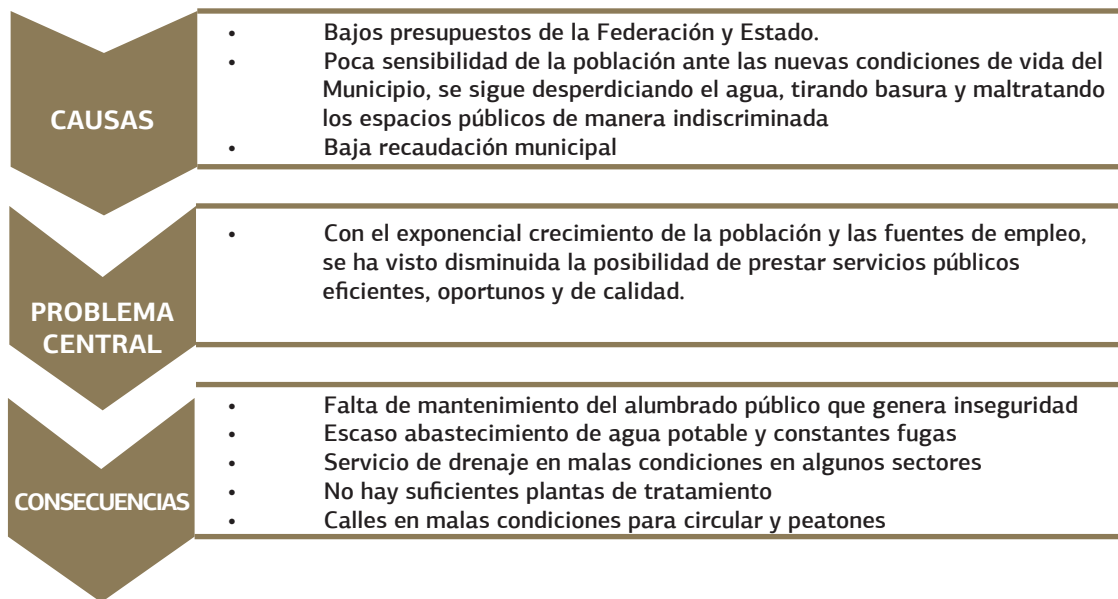 CAUSAS
• Bajos presupuestos de la Federación y Estado.
• Poca sensibilidad de la población ante las nuevas condiciones de vida del
Municipio, se sigue desperdiciando el agua, tirando basura y maltratando
los espacios públicos de manera indiscriminada
• Baja recaudación municipal
PROBLEMA
CENTRAL
• Con el exponencial crecimiento de la población y las fuentes de empleo,
se ha visto disminuida la posibilidad de prestar servicios públicos
eficientes, oportunos y de calidad.
CONSECUENCIAS
• Falta de mantenimiento del alumbrado público que genera inseguridad
• Escaso abastecimiento de agua potable y constantes fugas
• Servicio de drenaje en malas condiciones en algunos sectores
• No hay suficientes plantas de tratamiento
• Calles en malas condiciones para circular y peatones